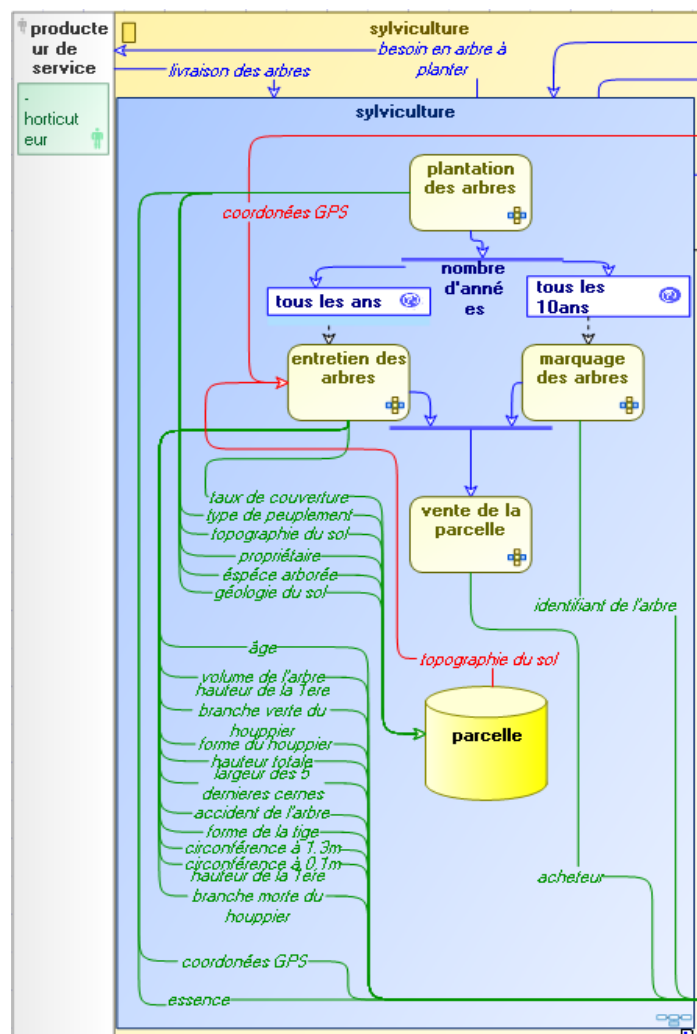 producte
ur de
service
-
horticut
eur
sylviculture
besoin en arbre à
planter
livraison des arbres
sylviculture
plantation
des arbres
coordonées GPS
nombre
d'anné
es
tous les ans
tous les
10ans
entretien des
arbres
marquage
des arbres
taux de couverture
type de peuplement
topographie du sol
propriétaire
éspéce arborée
géologie du sol
vente de la
parcelle
identifiant de l'arbre
âge
topographie du sol
volume de l'arbre
hauteur de la 1ere
branche verte du
houppier
forme du houppier
hauteur totale
largeur des 5
dernieres cernes
accident de l'arbre
forme de la tige
circonférence à 1.3m
circonférence à 0.1m
hauteur de la 1ere
branche morte du
houppier
parcelle
acheteur
coordonées GPS
essence